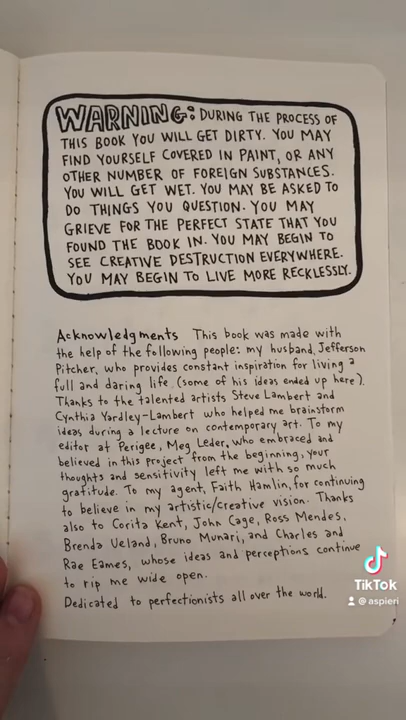 WARNING: DURING THE PROCESS OF
THIS BOOK YOU WILL GET DIRTY. YOU MAY
FIND YOURSELF COVERED IN PAINT, OR ANY
OTHER NUMBER OF FOREIGN SUBSTANCES.
YOU WILL GET WET. YOU MAY BE ASKED TO
DO THINGS YOU QUESTION. YOU MAY
GRIEVE FOR THE PERFECT STATE THAT YOU
FOUND THE BOOK IN. YOU MAY BEGIN TO
SEE CREATIVE DESTRUCTION EVERYWHERE.
YOU MAY BEGIN TO LIVE MORE RECKLESSLY.
Acknowledgments This book was made with
the help of the following people: my husband, Jefferson
Pitcher, who provides constant inspiration for living a
full and daring life (some of his ideas ended up here).
Thanks to the talented artists Steve Lambert and
Cynthia Yardley-Lambert who helped me brainstorm
ideas during a lecture on contemporary art. To my
editor at Perigee, Meg Leder, who embraced and
believed in this project from the beginning, your
thoughts and sensitivity left me with so much
gratitude. To my agent, Faith Hamlin, for continuing
to believe in my artistic/creative vision. Thanks
also to Corita Kent, John Cage, Ross Mendes,
Brenda Ueland, Bruno Munari, and Charles and
Rae Eames, whose ideas and perceptions continue
to rip me wide open.
Dedicated to perfectionists all over the world.
TikTok
@aspieri